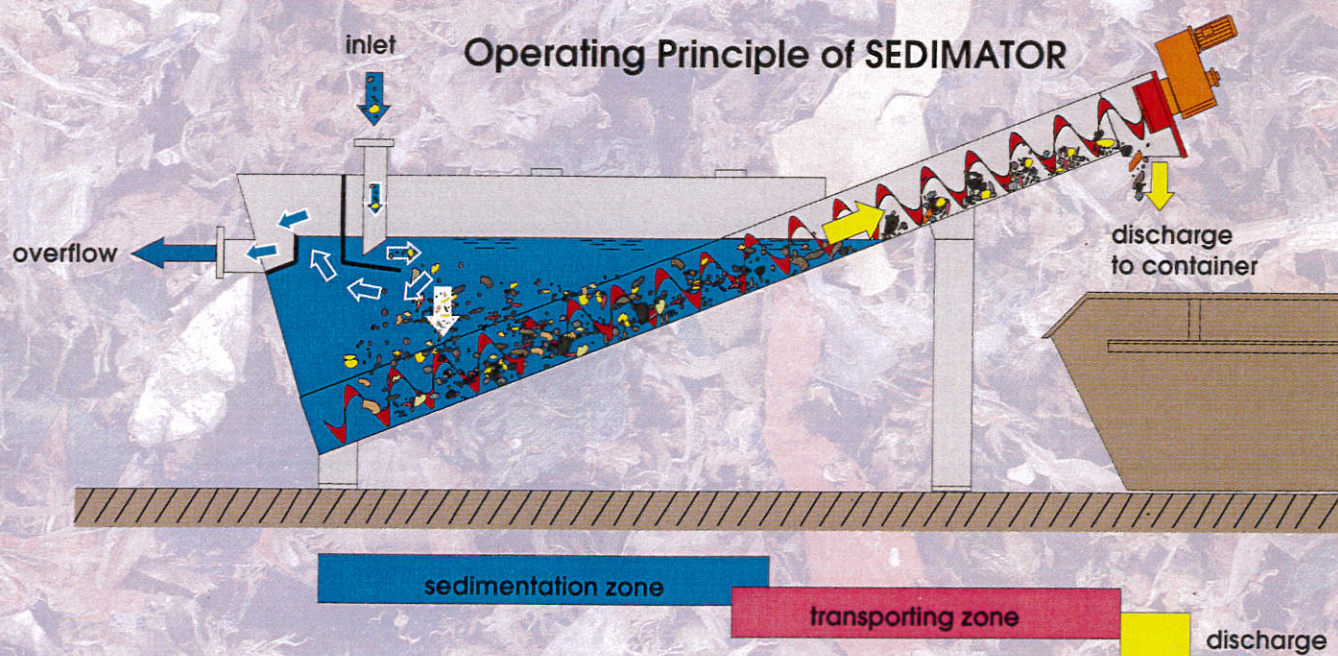 Operating Principle of SEDIMATOR
inlet
overflow
discharge
to container
sedimentation zone
transporting zone
discharge